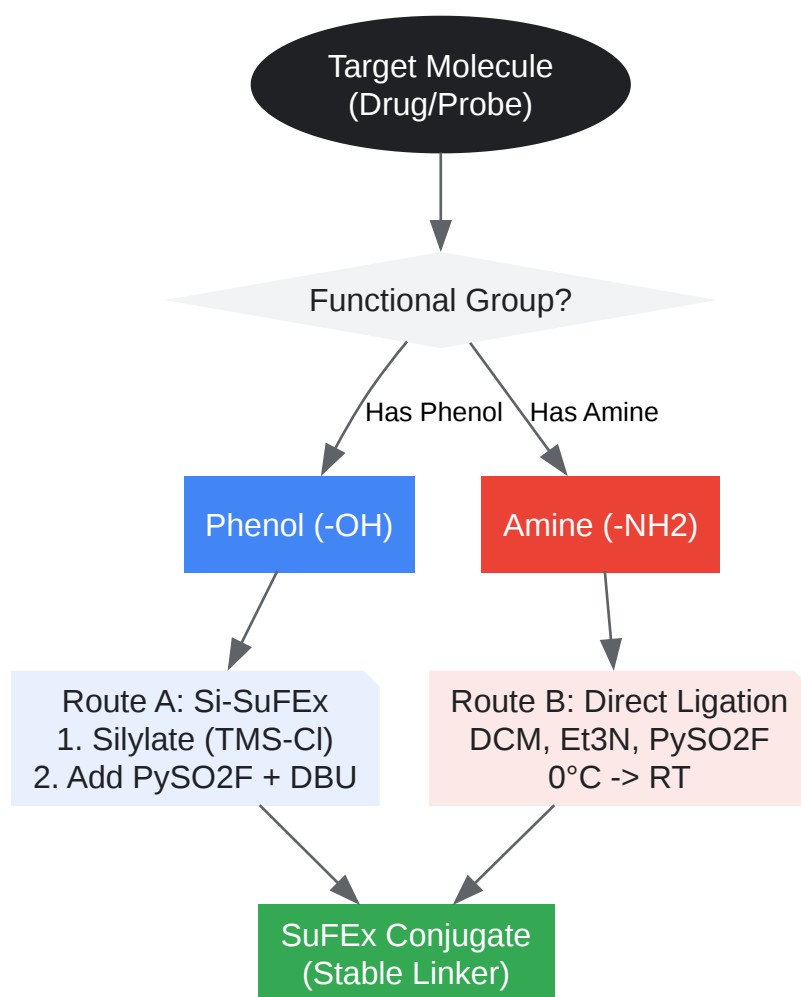 Target Molecule
(Drug/Probe)
Functional Group?
Has Phenol
Has Amine
Phenol (-OH)
Amine (-NH2)
Route A: Si-SuFEx
1. Silylate (TMS-Cl)
2. Add PySO2F + DBU
Route B: Direct Ligation
DCM, Et3N, PySO2F
0°C -> RT
SuFEx Conjugate
(Stable Linker)